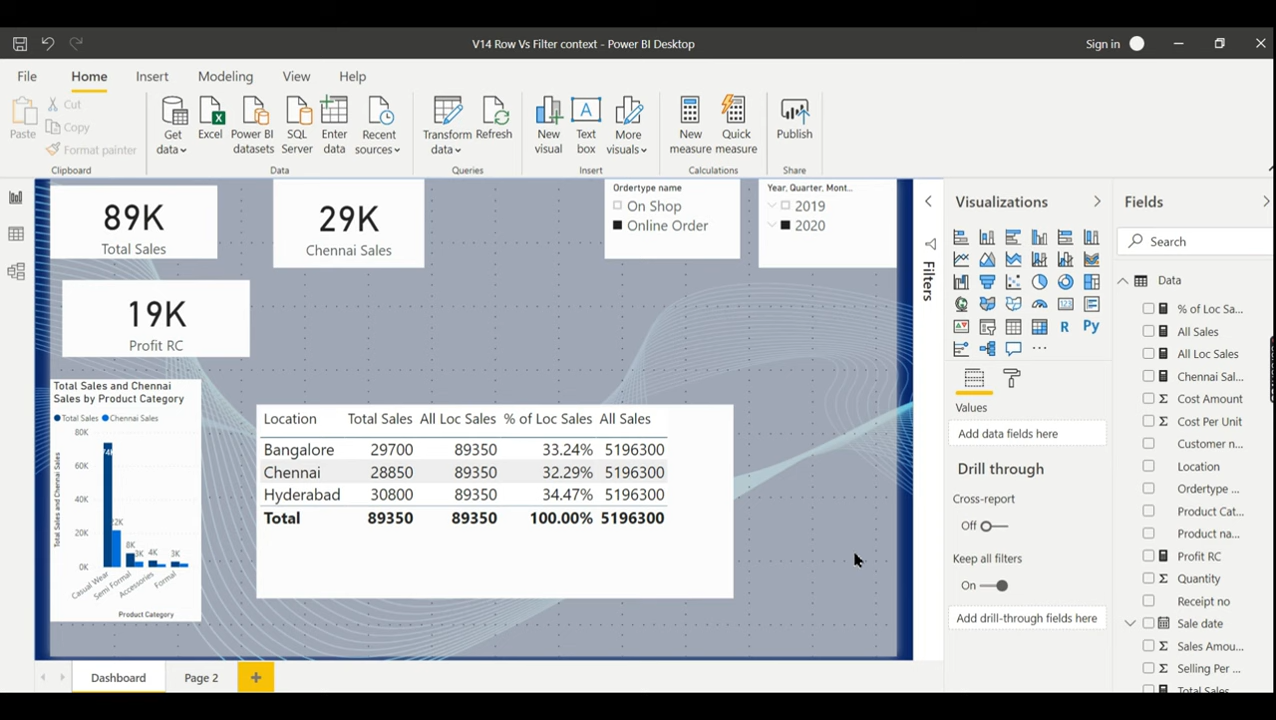 V14 Row Vs Filter context - Power BI Desktop
Sign in
File Home Insert Modeling View Help
Paste
Cut
Copy
Format painter
Clipboard
Get data
Excel
Power BI datasets
SQL Server
Enter data
Recent sources
Data
Transform data
Refresh
Queries
New visual
Text box
More visuals
Insert
New measure
Quick measure
Calculations
Publish
Share
89K
Total Sales
29K
Chennai Sales
Ordertype name
On Shop
Online Order
Year, Quarter, Mont...
2019
2020
19K
Profit RC
Total Sales and Chennai
Sales by Product Category
Total Sales Chennai Sales
Total Sales and Chennai Sales
80K
60K
40K
20K
0K
74K
22K
8K
3K
4K
3K
Casual Wear
Semi Formal
Accessories
Formal
Product Category
Location Total Sales All Loc Sales % of Loc Sales All Sales
Bangalore 29700 89350 33.24% 5196300
Chennai 28850 89350 32.29% 5196300
Hyderabad 30800 89350 34.47% 5196300
Total 89350 89350 100.00% 5196300
Filters
Visualizations
R
Py
Values
Add data fields here
Drill through
Cross-report
Off
Keep all filters
On
Add drill-through fields here
Fields
Search
Data
% of Loc Sa...
All Sales
All Loc Sales
Chennai Sal...
Cost Amount
Cost Per Unit
Customer n...
Location
Ordertype ...
Product Cat...
Product na...
Profit RC
Quantity
Receipt no
Sale date
Sales Amou...
Selling Per ...
Total Sales
Dashboard
Page 2